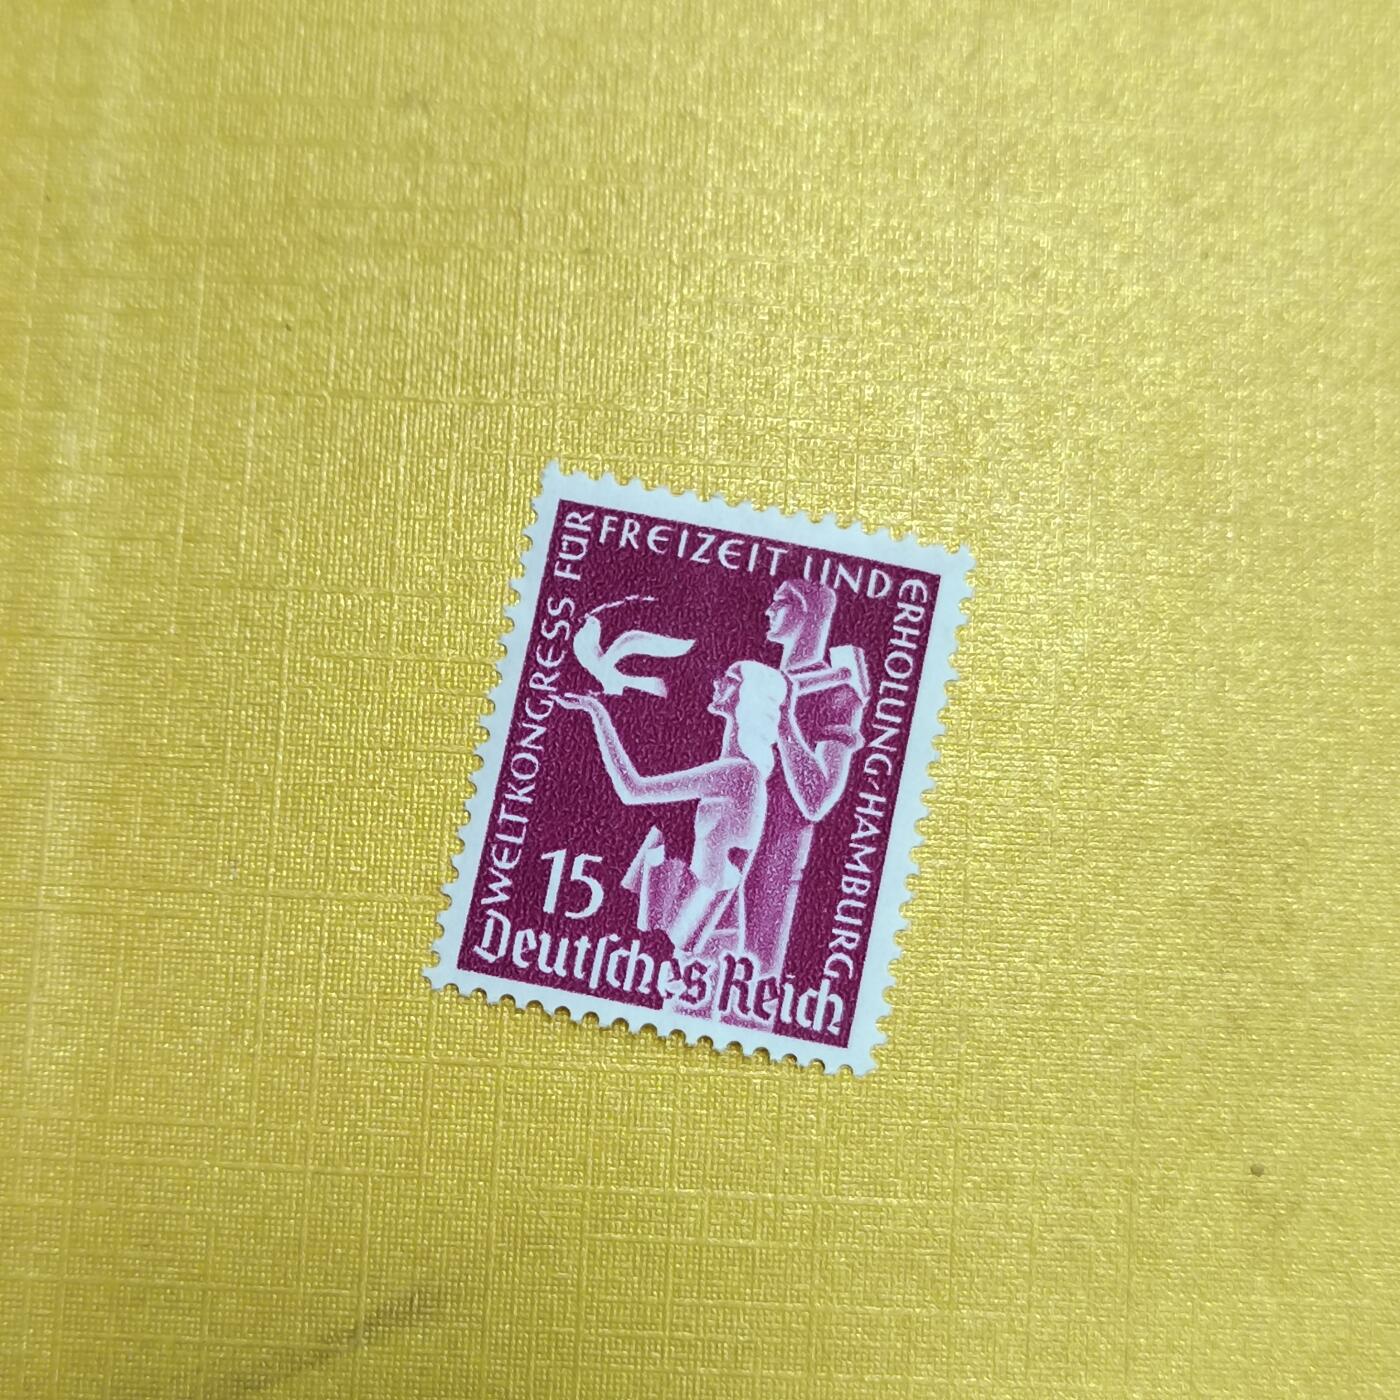 WELTKONGRESS FÜR
FREIZEIT UND
ERHOLUNG·HAMBURG
15
Deutſches Reich